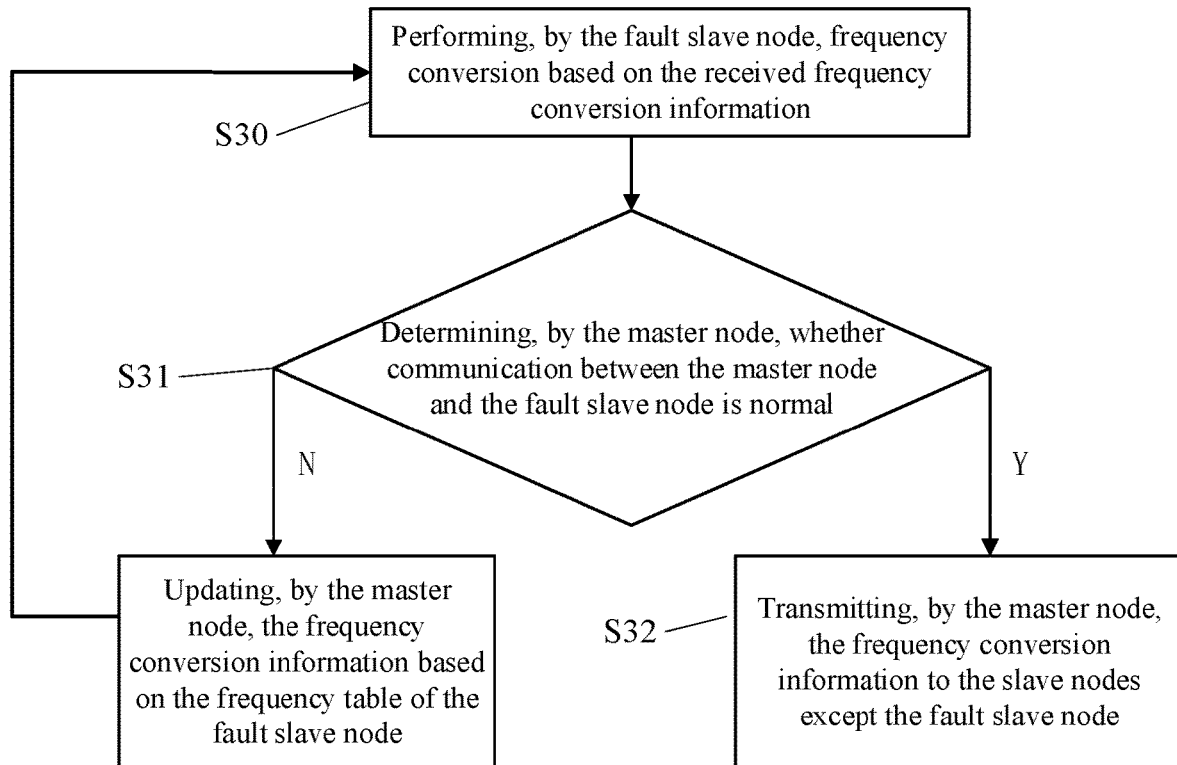 Performing, by the fault slave node, frequency
conversion based on the received frequency
conversion information
S30
Determining, by the master node, whether
communication between the master node
and the fault slave node is normal
S31
N
Y
Updating, by the master
node, the frequency
conversion information based
on the frequency table of the
fault slave node
S32
Transmitting, by the master node,
the frequency conversion
information to the slave nodes
except the fault slave node